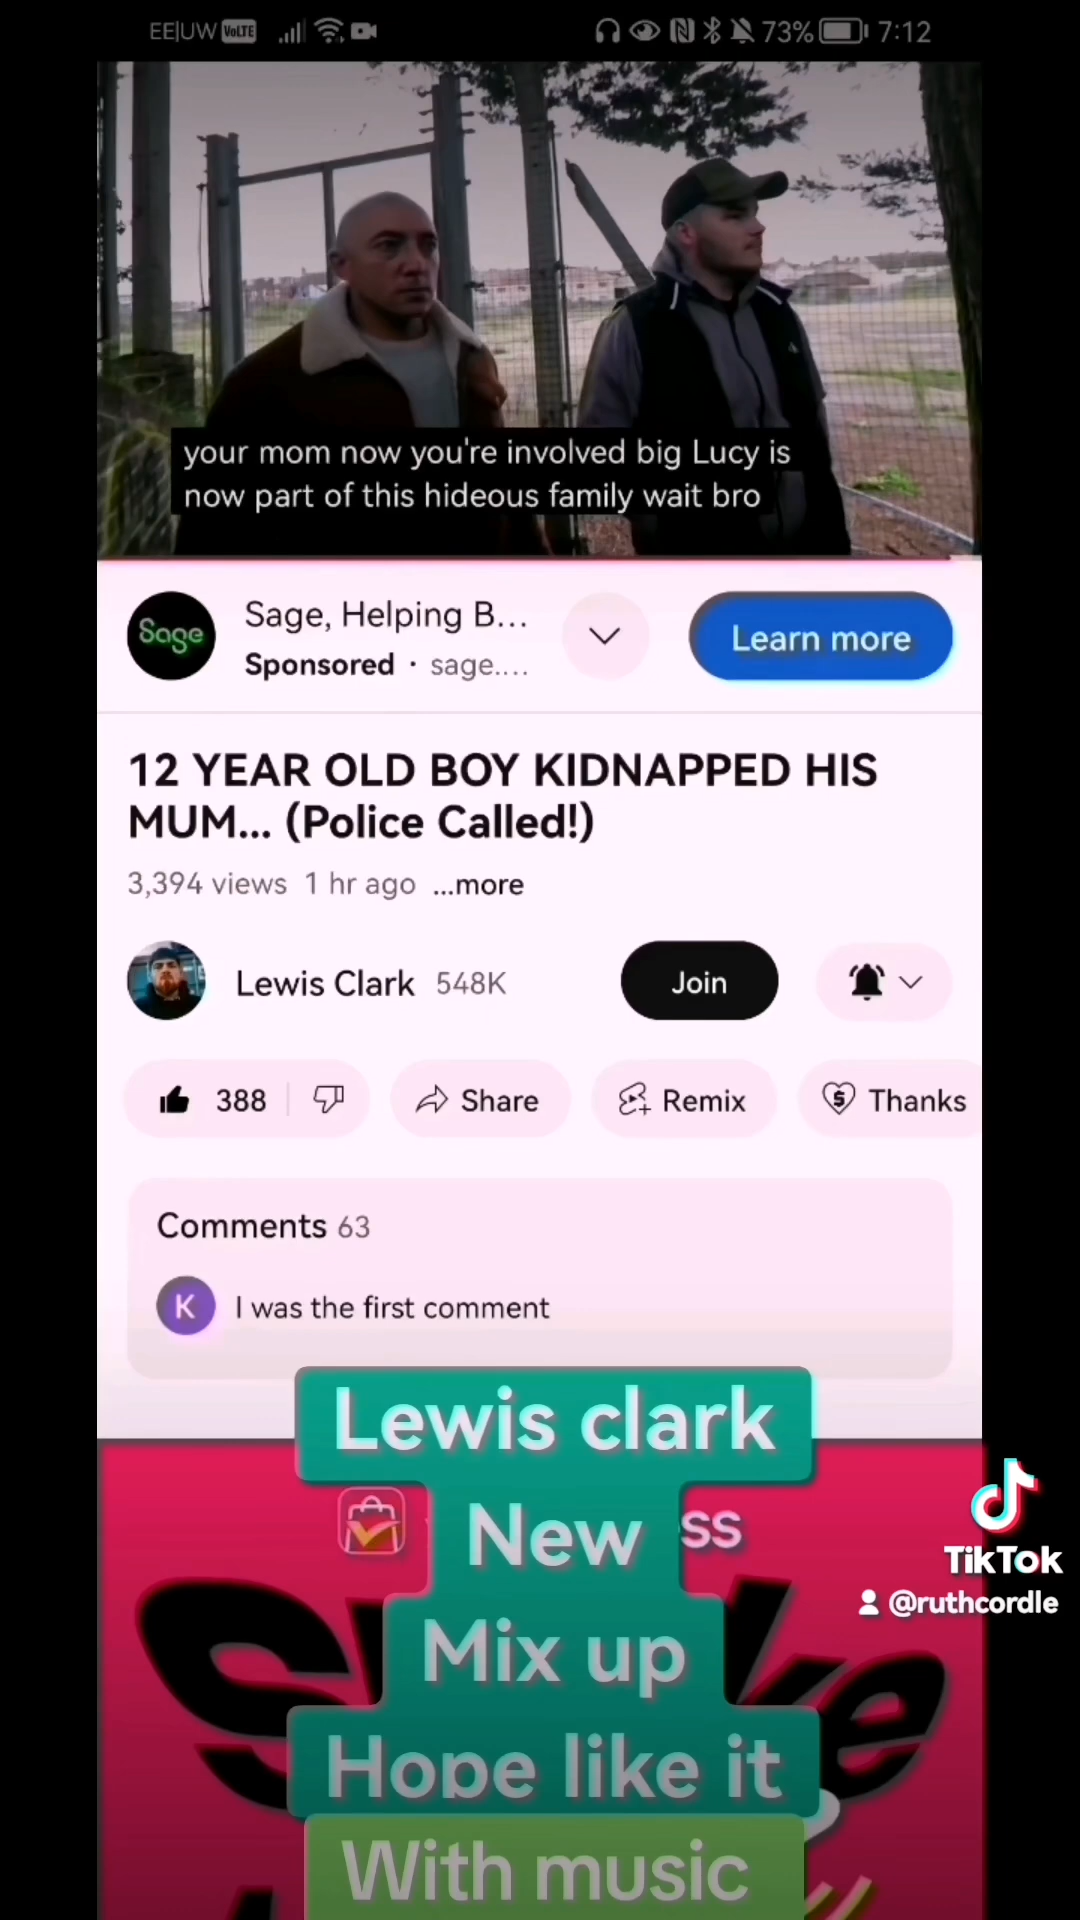 EE|UW VoLTE 73% 7:12
your mom now you're involved big Lucy is
now part of this hideous family wait bro
Sage
Sage, Helping B...
Sponsored · sage....
Learn more
12 YEAR OLD BOY KIDNAPPED HIS
MUM... (Police Called!)
3,394 views 1 hr ago ...more
Lewis Clark 548K
Join
388
Share
Remix
Thanks
Comments 63
K
I was the first comment
Lewis clark
New
ss
Mix up
Hope like it
With music
TikTok
@ruthcordle